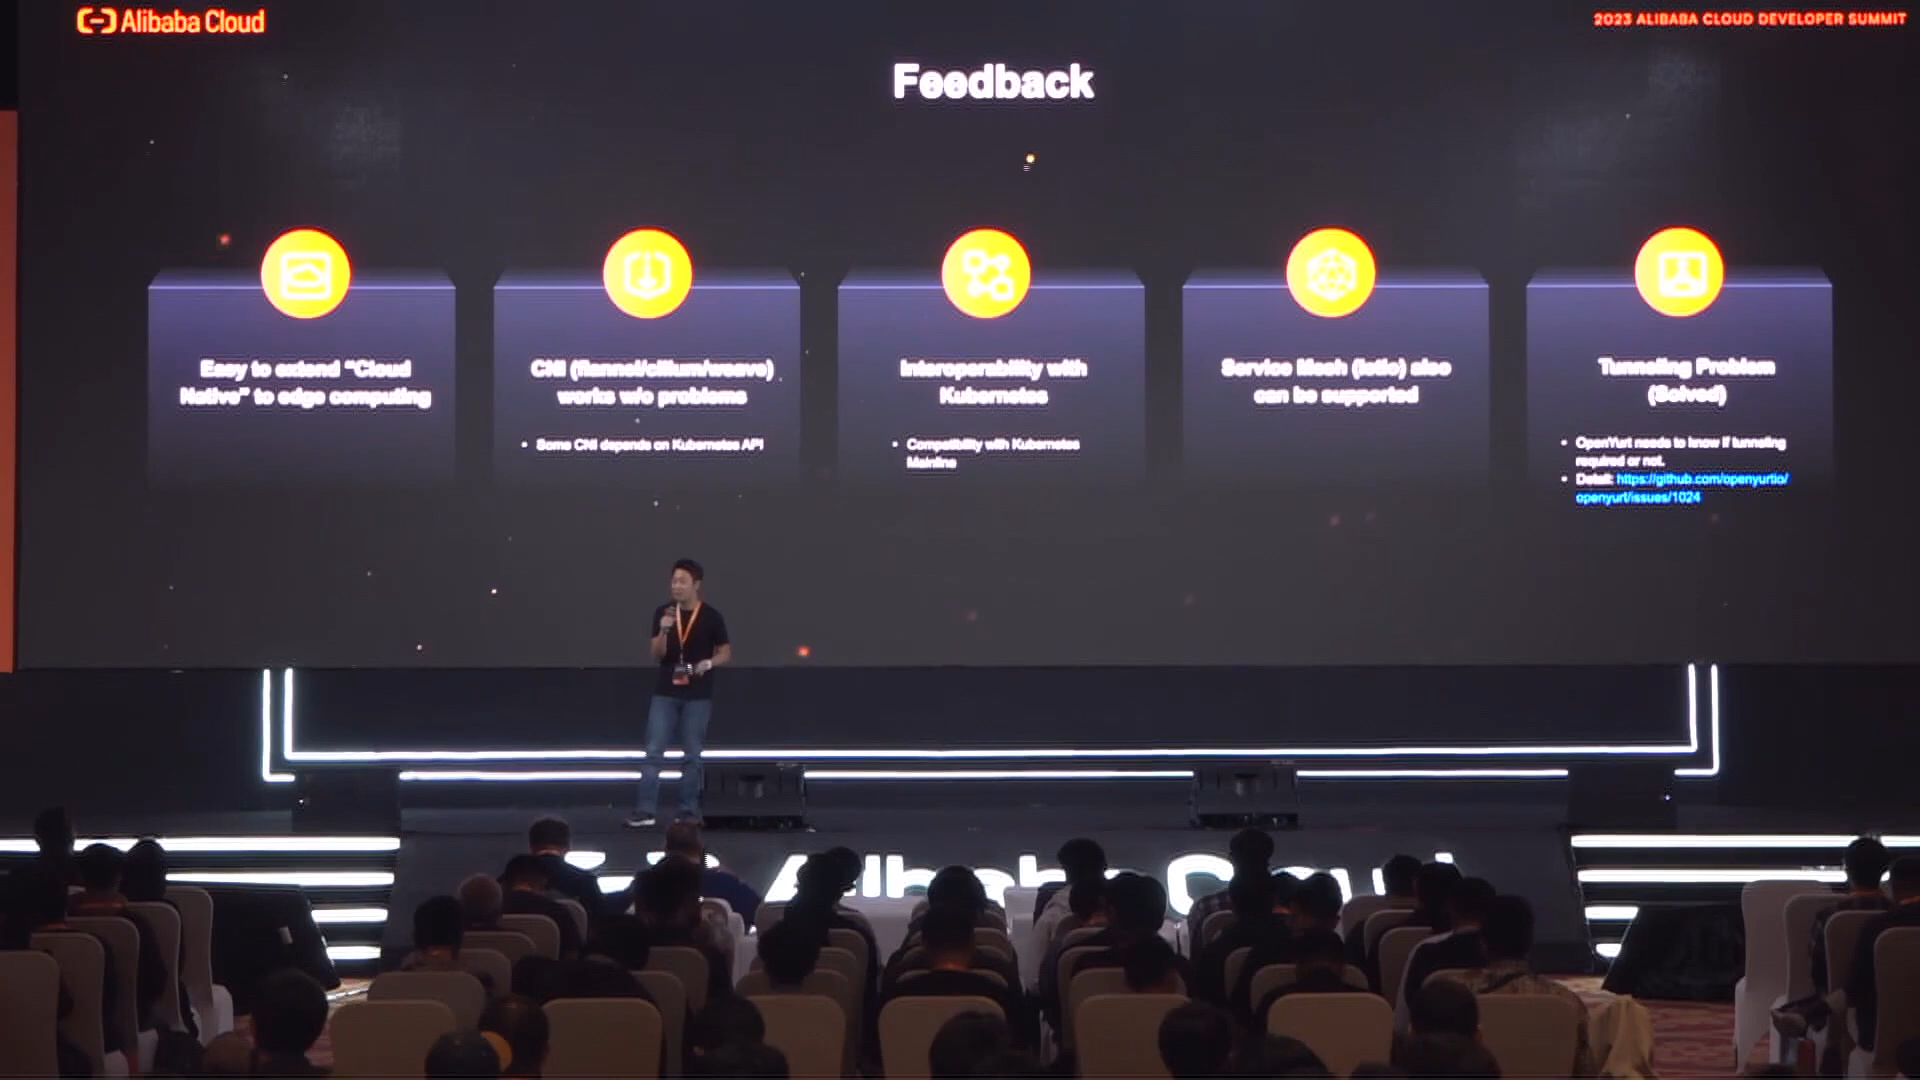 Alibaba Cloud
2023 ALIBABA CLOUD DEVELOPER SUMMIT
Feedback
Easy to extend “Cloud
Native” to edge computing
CNI (flannel/cilium/weave)
works w/o problems
• Some CNI depends on Kubernetes API
Interoperability with
Kubernetes
• Compatibility with Kubernetes
Mainline
Service Mesh (Istio) also
can be supported
Tunneling Problem
(Solved)
• OpenYurt needs to know if tunneling
required or not.
• Detail: https://github.com/openyurtio/
openyurt/issues/1024
Alibaba Cloud